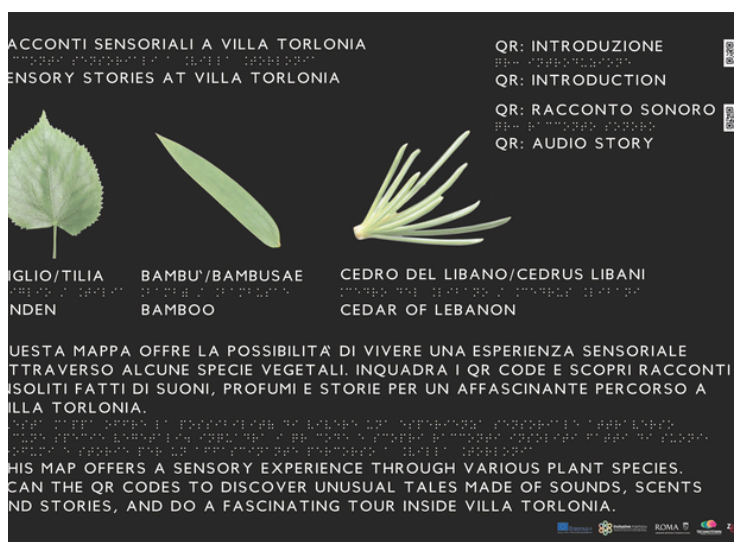 ACCONTI SENSORIALI A VILLA TORLONIA
ENSORY STORIES AT VILLA TORLONIA
QR: INTRODUZIONE
QR: INTRODUCTION
QR: RACCONTO SONORO
QR: AUDIO STORY
IGLIO/TILIA
NDEN
BAMBU'/BAMBUSAE
BAMBOO
CEDRO DEL LIBANO/CEDRUS LIBANI
CEDAR OF LEBANON
UESTA MAPPA OFFRE LA POSSIBILITA' DI VIVERE UNA ESPERIENZA SENSORIALE
TTRAVERSO ALCUNE SPECIE VEGETALI. INQUADRA I QR CODE E SCOPRI RACCONTI
NSOLITI FATTI DI SUONI, PROFUMI E STORIE PER UN AFFASCINANTE PERCORSO A
ILLA TORLONIA.
HIS MAP OFFERS A SENSORY EXPERIENCE THROUGH VARIOUS PLANT SPECIES.
CAN THE QR CODES TO DISCOVER UNUSUAL TALES MADE OF SOUNDS, SCENTS
ND STORIES, AND DO A FASCINATING TOUR INSIDE VILLA TORLONIA.
ROMA